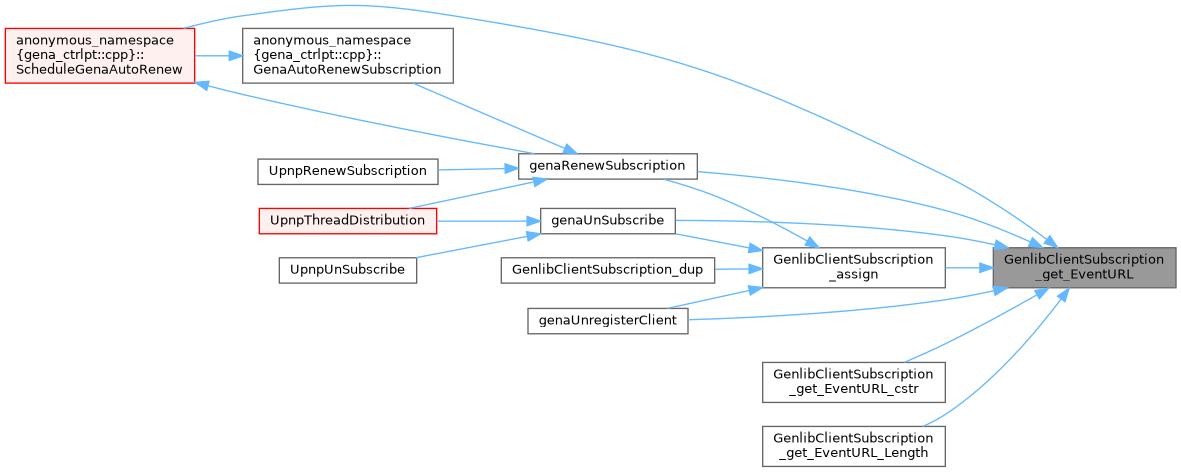 anonymous_namespace
{gena_ctrlpt::cpp}::
ScheduleGenaAutoRenew
anonymous_namespace
{gena_ctrlpt::cpp}::
GenaAutoRenewSubscription
genaRenewSubscription
UpnpRenewSubscription
UpnpThreadDistribution
genaUnSubscribe
UpnpUnSubscribe
GenlibClientSubscription_dup
GenlibClientSubscription
_assign
GenlibClientSubscription
_get_EventURL
genaUnregisterClient
GenlibClientSubscription
_get_EventURL_cstr
GenlibClientSubscription
_get_EventURL_Length